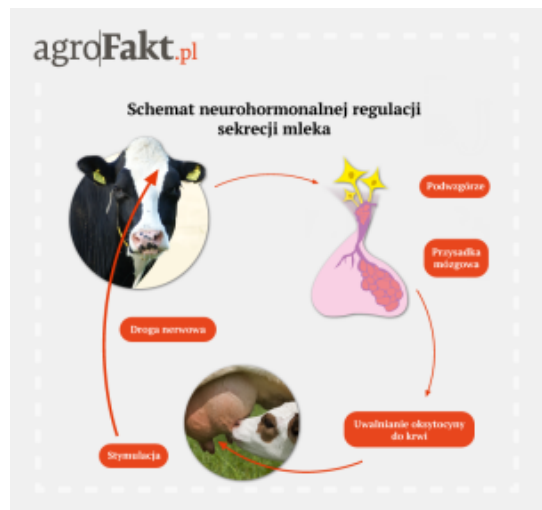 agroFakt.pl
Schemat neurohormonalnej regulacji
sekrecji mleka
Podwzgórze
Przysadka
mózgowa
Droga nerwowa
Uwalnianie oksytocyny
do krwi
Stymulacja